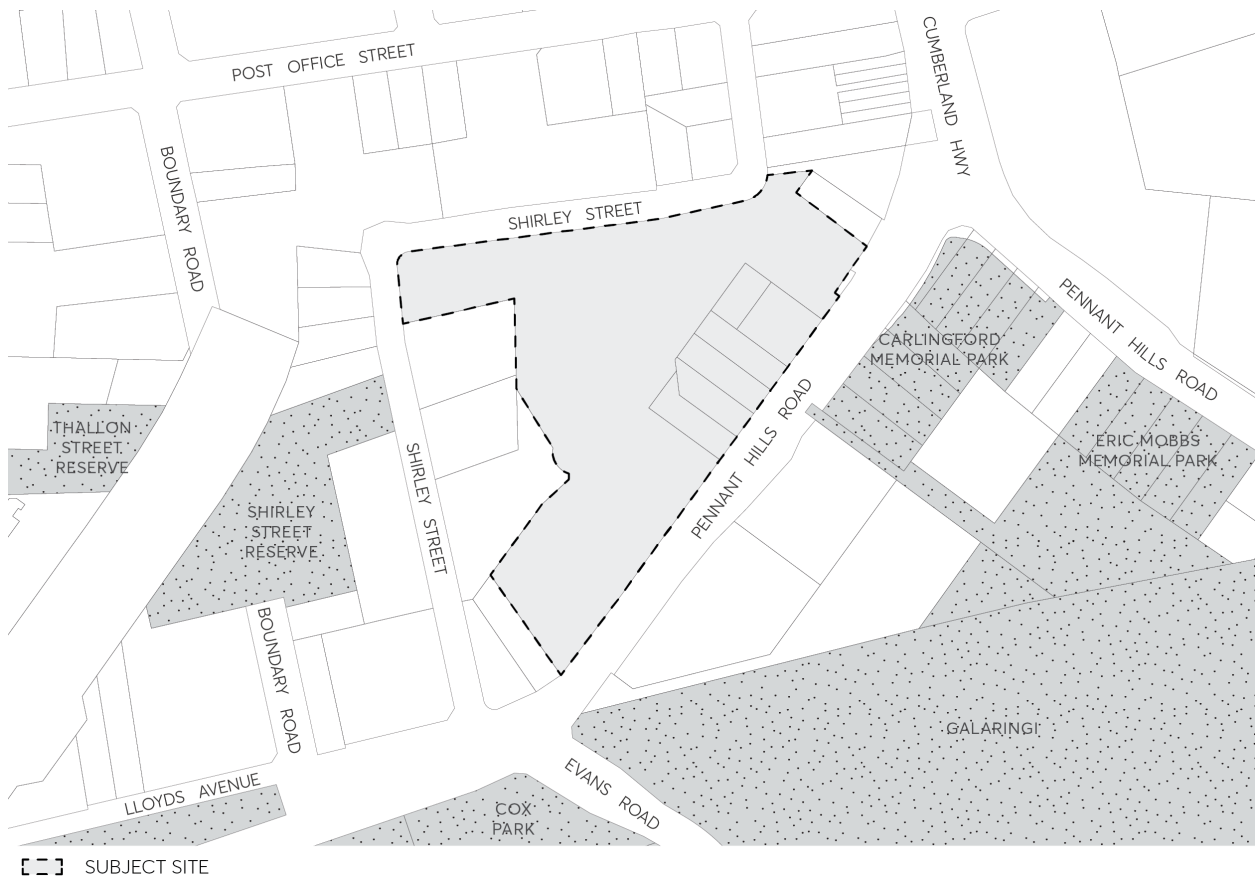 POST OFFICE STREET
CUMBERLAND HWY
BOUNDARY ROAD
SHIRLEY STREET
PENNANT HILLS ROAD
CARLINGFORD
MEMORIAL PARK
THALLON
STREET
RESERVE
SHIRLEY
STREET
RESERVE
SHIRLEY STREET
PENNANT HILLS ROAD
ERIC MOBBS
MEMORIAL PARK
BOUNDARY ROAD
GALARINGI
LLOYDS AVENUE
EVANS ROAD
COX
PARK
SUBJECT SITE